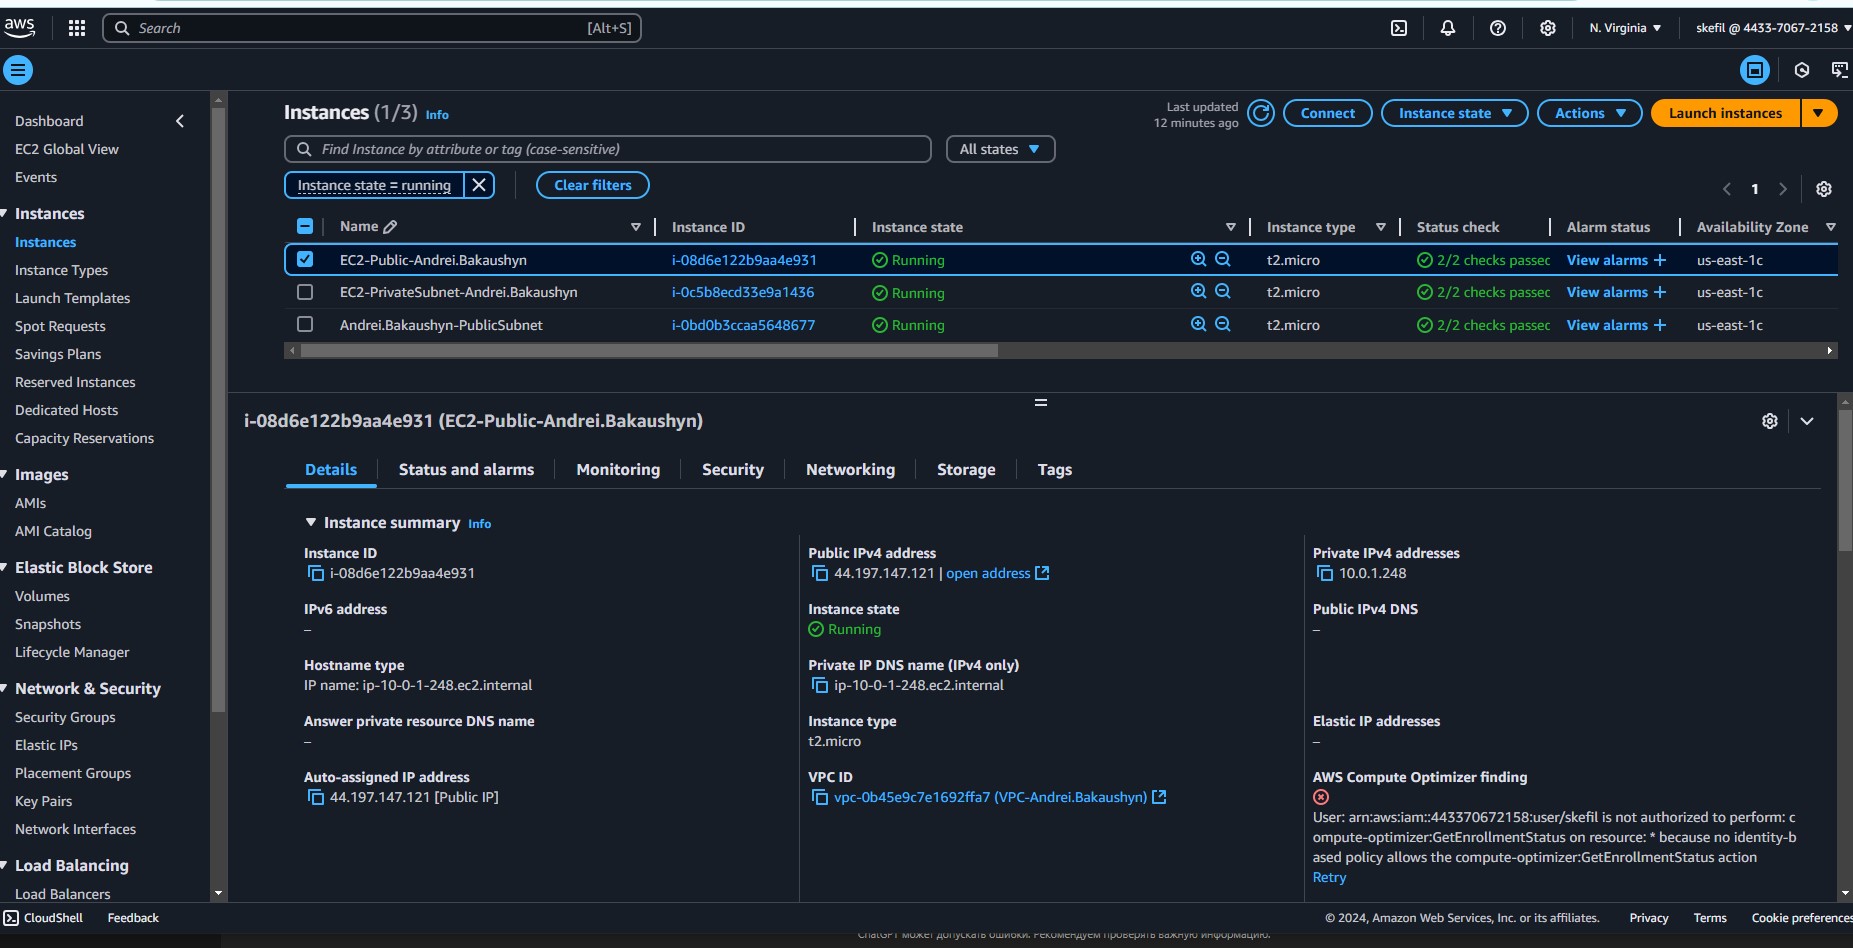 aws
Search
[Alt+S]
N. Virginia
skefil @ 4433-7067-2158
Dashboard
EC2 Global View
Events
Instances
Instances
Instance Types
Launch Templates
Spot Requests
Savings Plans
Reserved Instances
Dedicated Hosts
Capacity Reservations
Images
AMIs
AMI Catalog
Elastic Block Store
Volumes
Snapshots
Lifecycle Manager
Network & Security
Security Groups
Elastic IPs
Placement Groups
Key Pairs
Network Interfaces
Load Balancing
Load Balancers
Instances (1/3) Info
Last updated
12 minutes ago
Connect
Instance state
Actions
Launch instances
Find Instance by attribute or tag (case-sensitive)
All states
Instance state = running
Clear filters
1
Name Instance ID Instance state Instance type Status check Alarm status Availability Zone
EC2-Public-Andrei.Bakaushyn i-08d6e122b9aa4e931 Running t2.micro 2/2 checks passec View alarms + us-east-1c
EC2-PrivateSubnet-Andrei.Bakaushyn i-0c5b8ecd33e9a1436 Running t2.micro 2/2 checks passec View alarms + us-east-1c
Andrei.Bakaushyn-PublicSubnet i-0bd0b3ccaa5648677 Running t2.micro 2/2 checks passec View alarms + us-east-1c
i-08d6e122b9aa4e931 (EC2-Public-Andrei.Bakaushyn)
Details Status and alarms Monitoring Security Networking Storage Tags
Instance summary Info
Instance ID
i-08d6e122b9aa4e931
Public IPv4 address
44.197.147.121 | open address
Private IPv4 addresses
10.0.1.248
IPv6 address
–
Instance state
Running
Public IPv4 DNS
–
Hostname type
IP name: ip-10-0-1-248.ec2.internal
Private IP DNS name (IPv4 only)
ip-10-0-1-248.ec2.internal
Answer private resource DNS name
–
Instance type
t2.micro
Elastic IP addresses
–
Auto-assigned IP address
44.197.147.121 [Public IP]
VPC ID
vpc-0b45e9c7e1692ffa7 (VPC-Andrei.Bakaushyn)
AWS Compute Optimizer finding
User: arn:aws:iam::443370672158:user/skefil is not authorized to perform: c
ompute-optimizer:GetEnrollmentStatus on resource: * because no identity-b
ased policy allows the compute-optimizer:GetEnrollmentStatus action
Retry
CloudShell Feedback
© 2024, Amazon Web Services, Inc. or its affiliates. Privacy Terms Cookie preferences
ChatGPT может допускать ошибки. Рекомендуем проверять важную информацию.